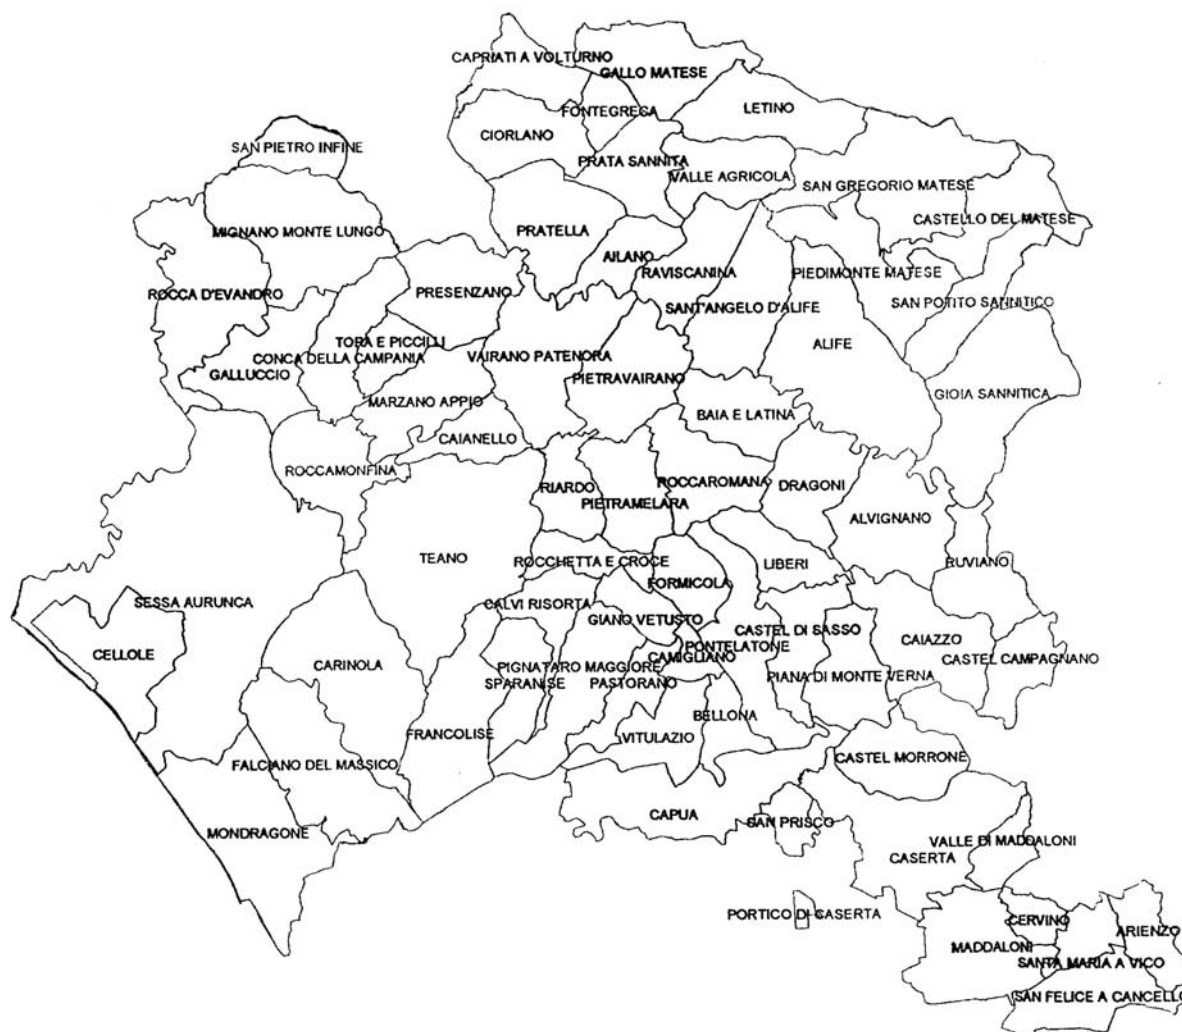 CAPRIATI A VOLTURNO
GALLO MATESE
FONTEGRECA
LETINO
CIORLANO
SAN PIETRO INFINE
PRATA SANNITA
VALLE AGRICOLA
SAN GREGORIO MATESE
CASTELLO DEL MATESE
MIGNANO MONTE LUNGO
PRATELLA
AILANO
RAVISCANINA
PIEDIMONTE MATESE
ROCCA D'EVANDRO
PRESENZANO
SANT'ANGELO D'ALIFE
SAN POTITO SANNITICO
TORA E PICCILLI
ALIFE
CONCA DELLA CAMPANIA
VAIRANO PATENORA
GALLUCCIO
PIETRAVAIRANO
GIOIA SANNITICA
MARZANO APPIO
BAIA E LATINA
CAIANELLO
ROCCAMONFINA
RIARDO
PIETRAMELARA
ROCCAROMANA
DRAGONI
ALVIGNANO
TEANO
ROCCHETTA E CROCE
LIBERI
RUVIANO
FORMICOLA
SESSA AURUNCA
CALVI RISORTA
GIANO VETUSTO
CASTEL DI SASSO
CAIAZZO
CELLOLE
CARINOLA
PONTELATONE
CAMIGLIANO
CASTEL CAMPAGNANO
PIGNATARO MAGGIORE
PIANA DI MONTE VERNA
SPARANISE
PASTORANO
BELLONA
FRANCOLISE
VITULAZIO
FALCIANO DEL MASSICO
CASTEL MORRONE
CAPUA
SAN PRISCO
MONDRAGONE
VALLE DI MADDALONI
CASERTA
PORTICO DI CASERTA
CERVINO
ARIENZO
MADDALONI
SANTA MARIA A VICO
SAN FELICE A CANCELLO